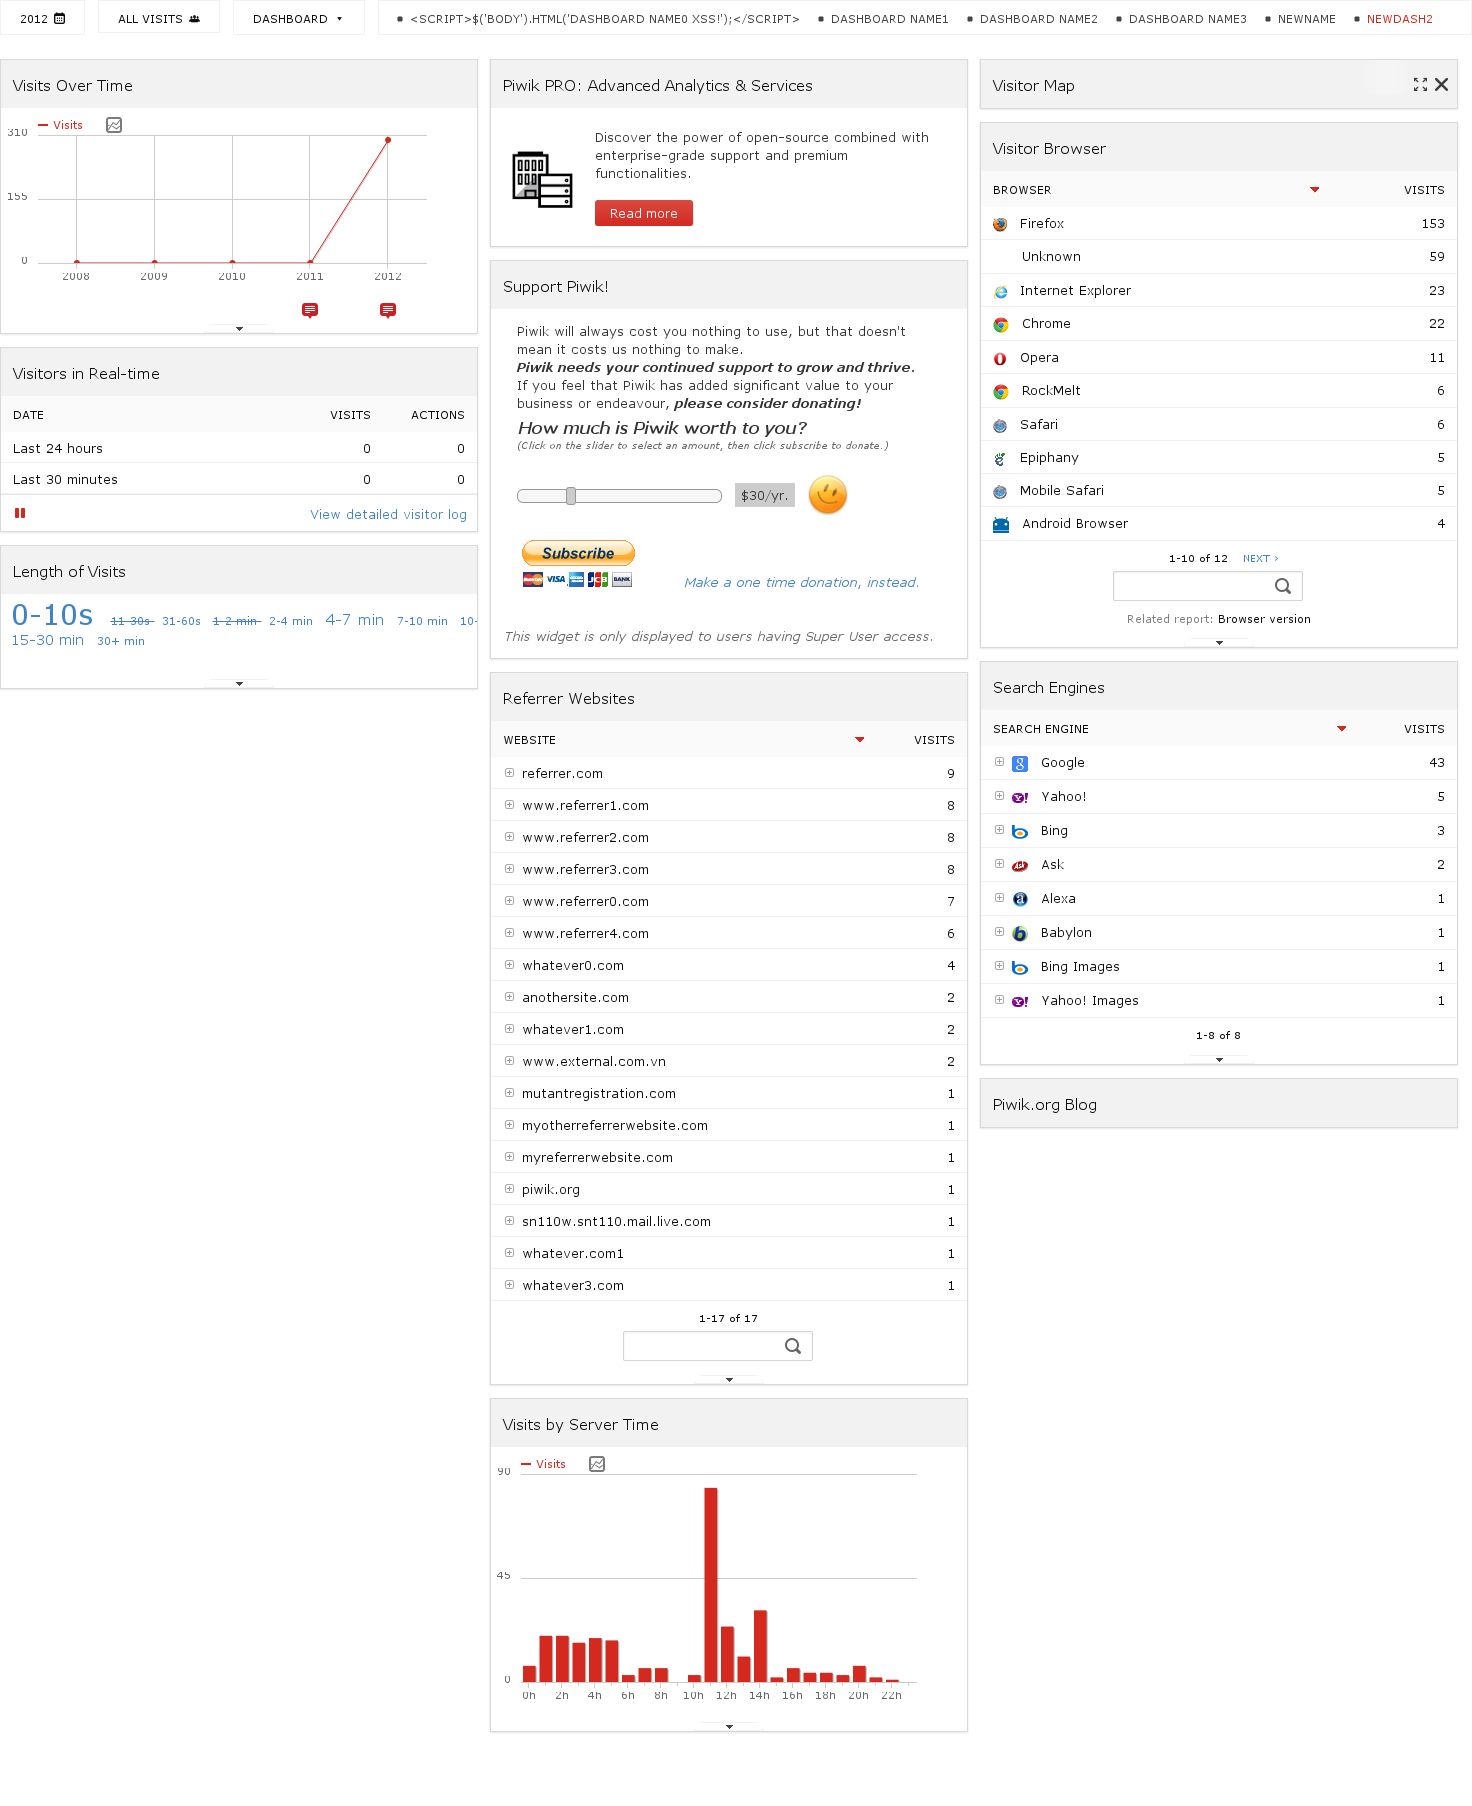 2012
ALL VISITS
DASHBOARD
<SCRIPT>$('BODY').HTML('DASHBOARD NAME0 XSS!');</SCRIPT>
DASHBOARD NAME1
DASHBOARD NAME2
DASHBOARD NAME3
NEWNAME
NEWDASH2
Visits Over Time
Visits
310
155
0
2008 2009 2010 2011 2012
Visitors in Real-time
DATE VISITS ACTIONS
Last 24 hours 0 0
Last 30 minutes 0 0
View detailed visitor log
Length of Visits
0-10s 11-30s 31-60s 1-2 min 2-4 min 4-7 min 7-10 min 10-
15-30 min 30+ min
Piwik PRO: Advanced Analytics & Services
Discover the power of open-source combined with
enterprise-grade support and premium
functionalities.
Read more
Support Piwik!
Piwik will always cost you nothing to use, but that doesn't
mean it costs us nothing to make.
Piwik needs your continued support to grow and thrive.
If you feel that Piwik has added significant value to your
business or endeavour, please consider donating!
How much is Piwik worth to you?
(Click on the slider to select an amount, then click subscribe to donate.)
$30/yr.
Subscribe
VISA JCB BANK
Make a one time donation, instead.
This widget is only displayed to users having Super User access.
Referrer Websites
WEBSITE VISITS
referrer.com 9
www.referrer1.com 8
www.referrer2.com 8
www.referrer3.com 8
www.referrer0.com 7
www.referrer4.com 6
whatever0.com 4
anothersite.com 2
whatever1.com 2
www.external.com.vn 2
mutantregistration.com 1
myotherreferrerwebsite.com 1
myreferrerwebsite.com 1
piwik.org 1
sn110w.snt110.mail.live.com 1
whatever.com1 1
whatever3.com 1
1-17 of 17
Visits by Server Time
Visits
90
45
0
0h 2h 4h 6h 8h 10h 12h 14h 16h 18h 20h 22h
Visitor Map
Visitor Browser
BROWSER VISITS
Firefox 153
Unknown 59
Internet Explorer 23
Chrome 22
Opera 11
RockMelt 6
Safari 6
Epiphany 5
Mobile Safari 5
Android Browser 4
1-10 of 12 NEXT ›
Related report: Browser version
Search Engines
SEARCH ENGINE VISITS
Google 43
Yahoo! 5
Bing 3
Ask 2
Alexa 1
Babylon 1
Bing Images 1
Yahoo! Images 1
1-8 of 8
Piwik.org Blog